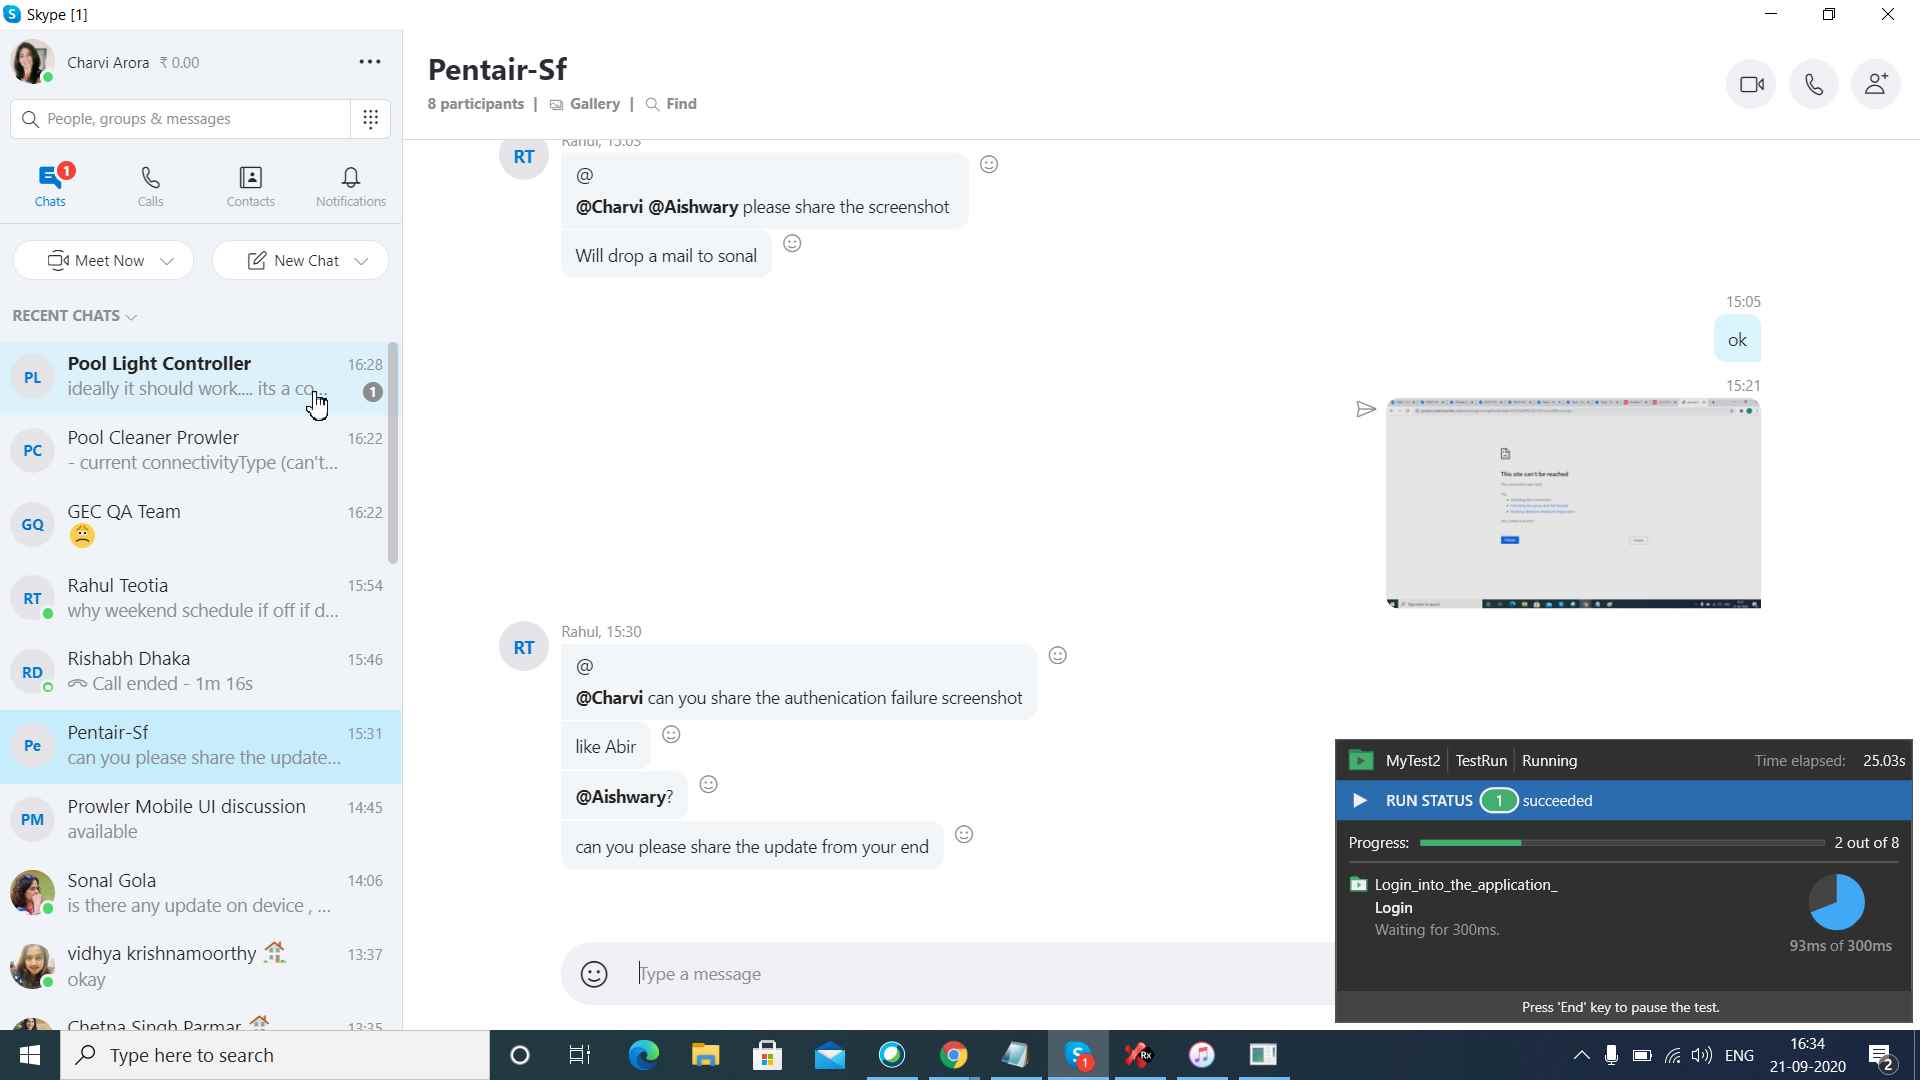 Skype [1]
Charvi Arora ₹ 0.00
People, groups & messages
1
Chats
Calls
Contacts
Notifications
Meet Now
New Chat
RECENT CHATS
PL
Pool Light Controller
16:28
ideally it should work.... its a co...
1
PC
Pool Cleaner Prowler
16:22
- current connectivityType (can't...
GQ
GEC QA Team
16:22
RT
Rahul Teotia
15:54
why weekend schedule if off if d...
RD
Rishabh Dhaka
15:46
Call ended - 1m 16s
Pe
Pentair-Sf
15:31
can you please share the update...
PM
Prowler Mobile UI discussion
14:45
available
Sonal Gola
14:06
is there any update on device , ...
vidhya krishnamoorthy
13:37
okay
Chetna Singh Parmar
13:35
Pentair-Sf
8 participants | Gallery | Find
RT
Rahul, 15:03
@
@Charvi @Aishwary please share the screenshot
Will drop a mail to sonal
15:05
ok
15:21
This site can't be reached
RT
Rahul, 15:30
@
@Charvi can you share the authenication failure screenshot
like Abir
@Aishwary?
can you please share the update from your end
Type a message
MyTest2 TestRun Running
Time elapsed: 25.03s
RUN STATUS 1 succeeded
Progress: 2 out of 8
Login_into_the_application_
Login
Waiting for 300ms.
93ms of 300ms
Press 'End' key to pause the test.
Type here to search
1
Rx
ENG
16:34
21-09-2020
2